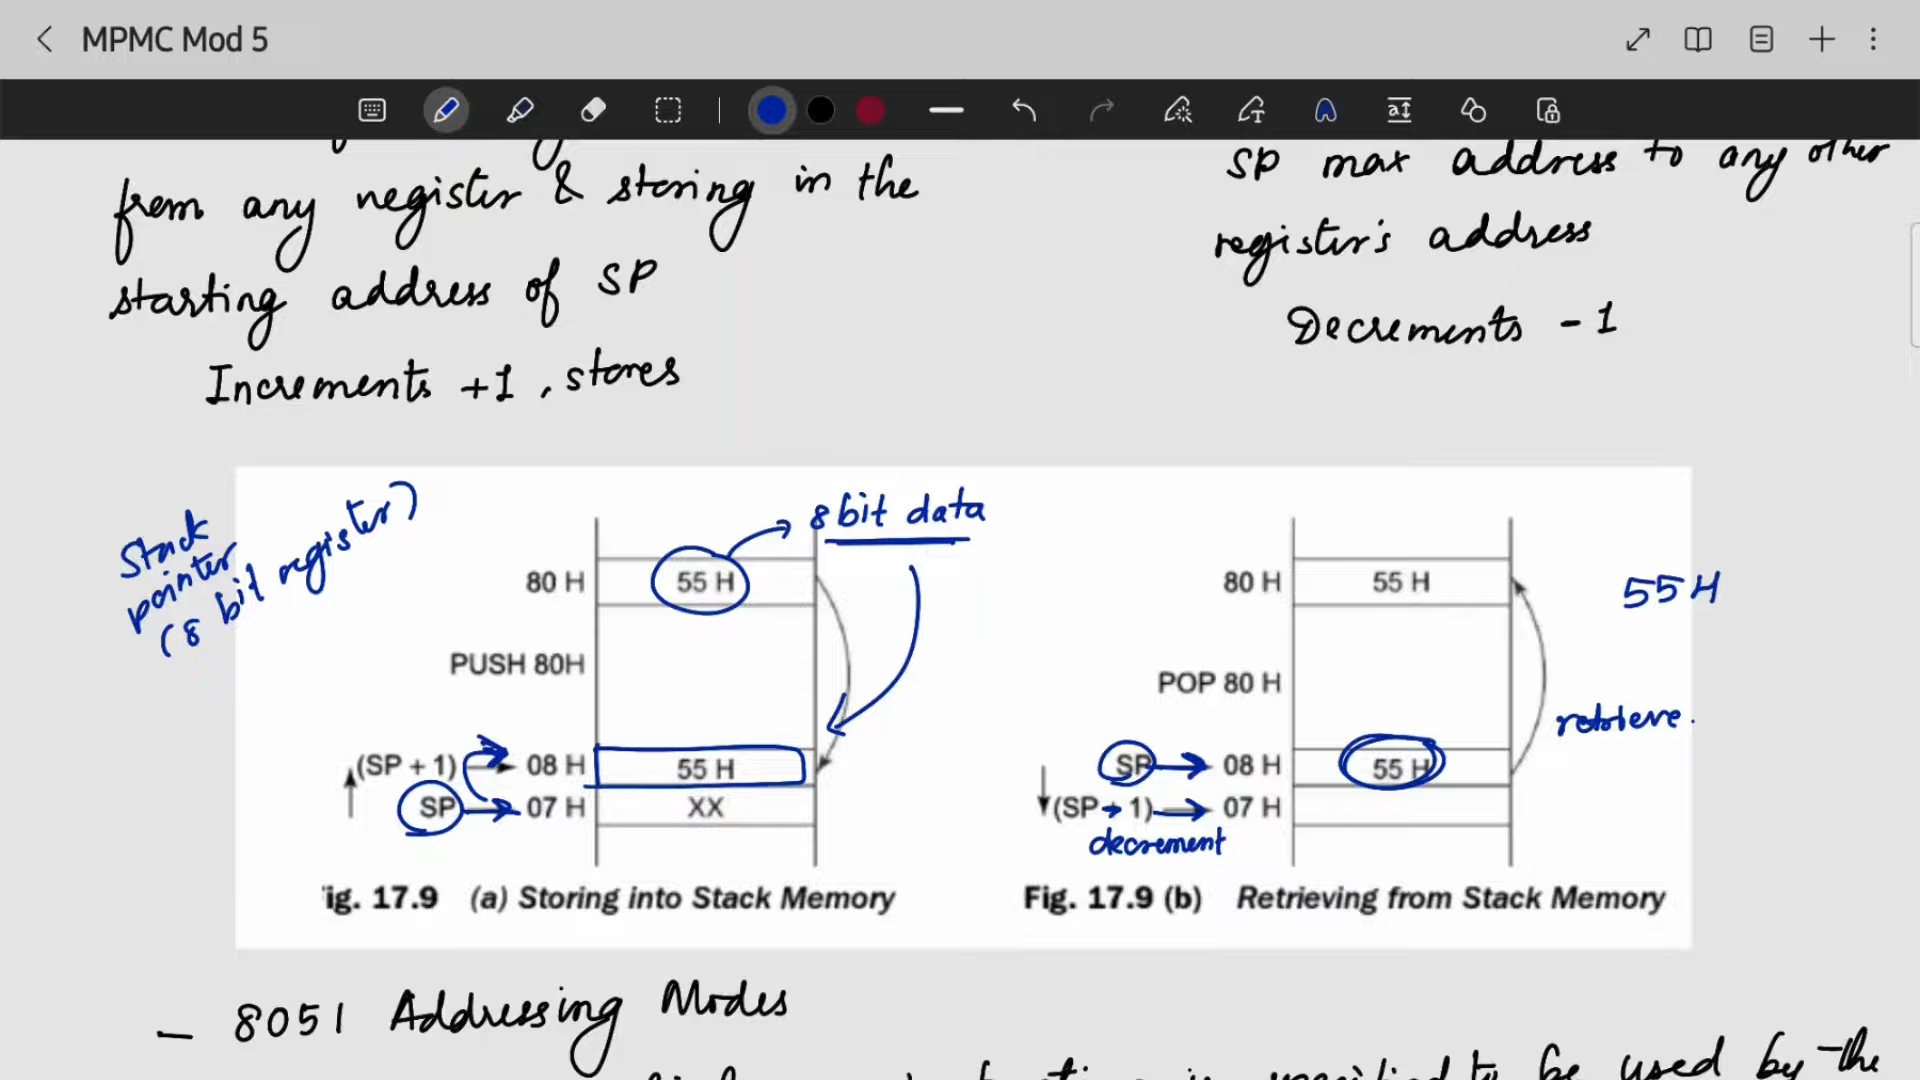 MPMC Mod 5
from any register & storing in the
starting address of SP
Increments +1, stores
SP max address to any other
register's address
Decrements -1
Stack
pointer
(8 bit register)
8 bit data
80 H 55 H
PUSH 80H
(SP + 1) 08 H 55 H
SP 07 H XX
ig. 17.9 (a) Storing into Stack Memory
80 H 55 H
55 H
POP 80 H
retrieve.
SP 08 H 55 H
(SP - 1) 07 H
decrement
Fig. 17.9 (b) Retrieving from Stack Memory
- 8051 Addressing Modes
to be used by the